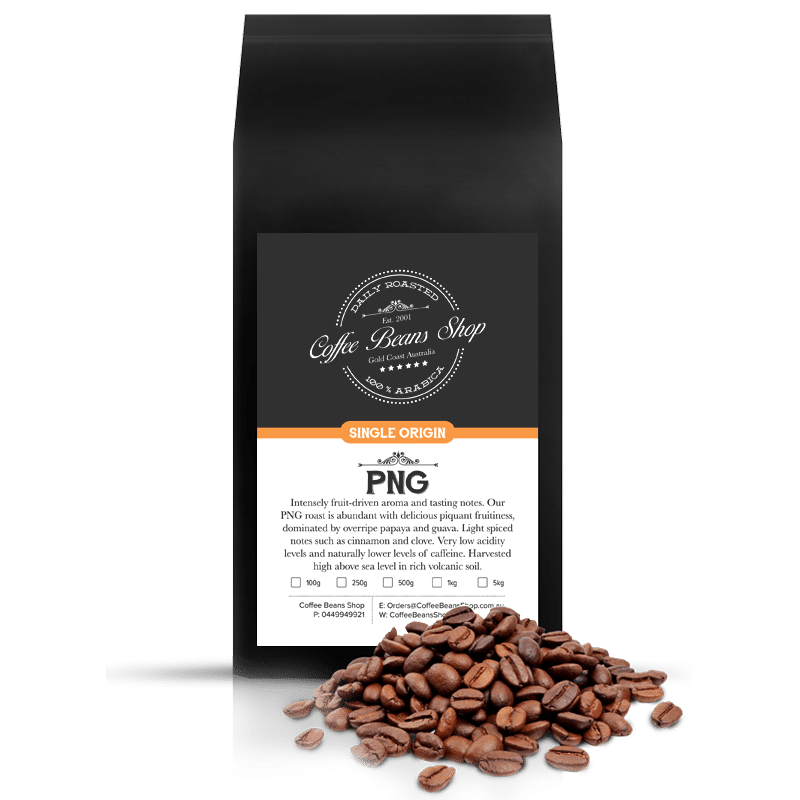 DAILY ROASTED
Est. 2001
Coffee Beans Shop
Gold Coast Australia
100% ARABICA
SINGLE ORIGIN
PNG
Intensely fruit-driven aroma and tasting notes. Our
PNG roast is abundant with delicious piquant fruitiness,
dominated by overripe papaya and guava. Light spiced
notes such as cinnamon and clove. Very low acidity
levels and naturally lower levels of caffeine. Harvested
high above sea level in rich volcanic soil.
100g 250g 500g 1kg 5kg
Coffee Beans Shop E: Orders@CoffeeBeansShop.com.au
P: 0449949921 W: CoffeeBeansShop